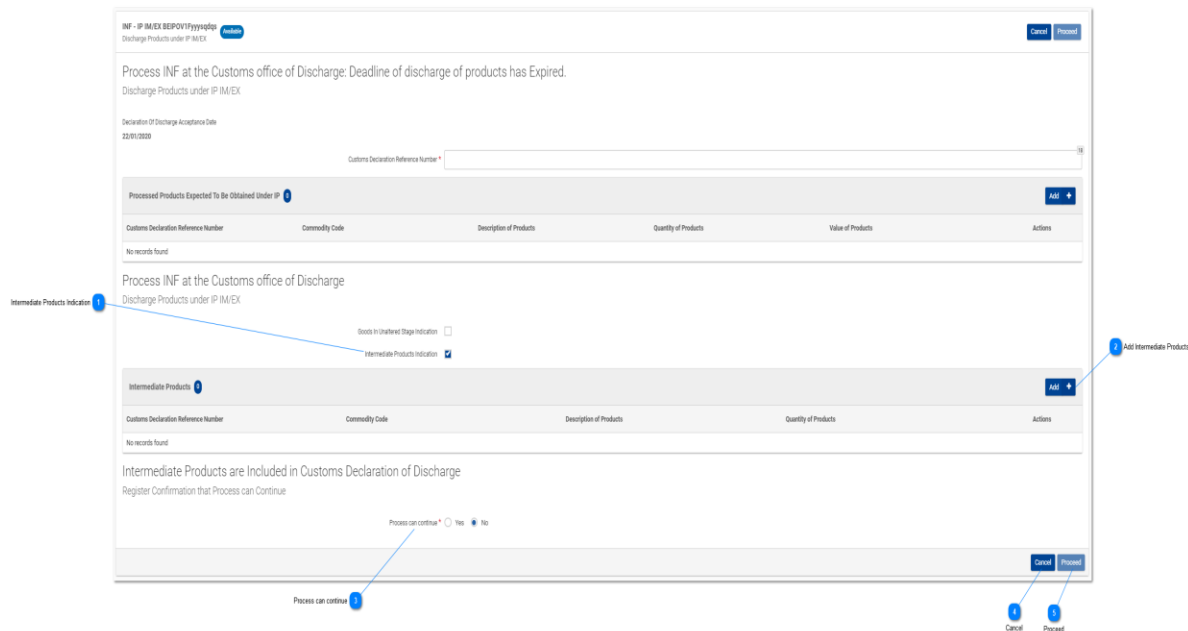 INF - IP IM/EX BEIPOV1Fyyysqdqs Available
Discharge Products under IP IM/EX
Cancel Proceed
Process INF at the Customs office of Discharge: Deadline of discharge of products has Expired.
Discharge Products under IP IM/EX
Declaration Of Discharge Acceptance Date
22/01/2020
Customs Declaration Reference Number *
18
Processed Products Expected To Be Obtained Under IP 0 Add +
Customs Declaration Reference Number Commodity Code Description of Products Quantity of Products Value of Products Actions
No records found
Process INF at the Customs office of Discharge
Discharge Products under IP IM/EX
Intermediate Products Indication 1
Goods In Unaltered Stage Indication
Intermediate Products Indication
2 Add Intermediate Products
Intermediate Products 0 Add +
Customs Declaration Reference Number Commodity Code Description of Products Quantity of Products Actions
No records found
Intermediate Products are Included in Customs Declaration of Discharge
Register Confirmation that Process can Continue
Process can continue * Yes No
Cancel Proceed
Process can continue 3
4 5
Cancel Proceed